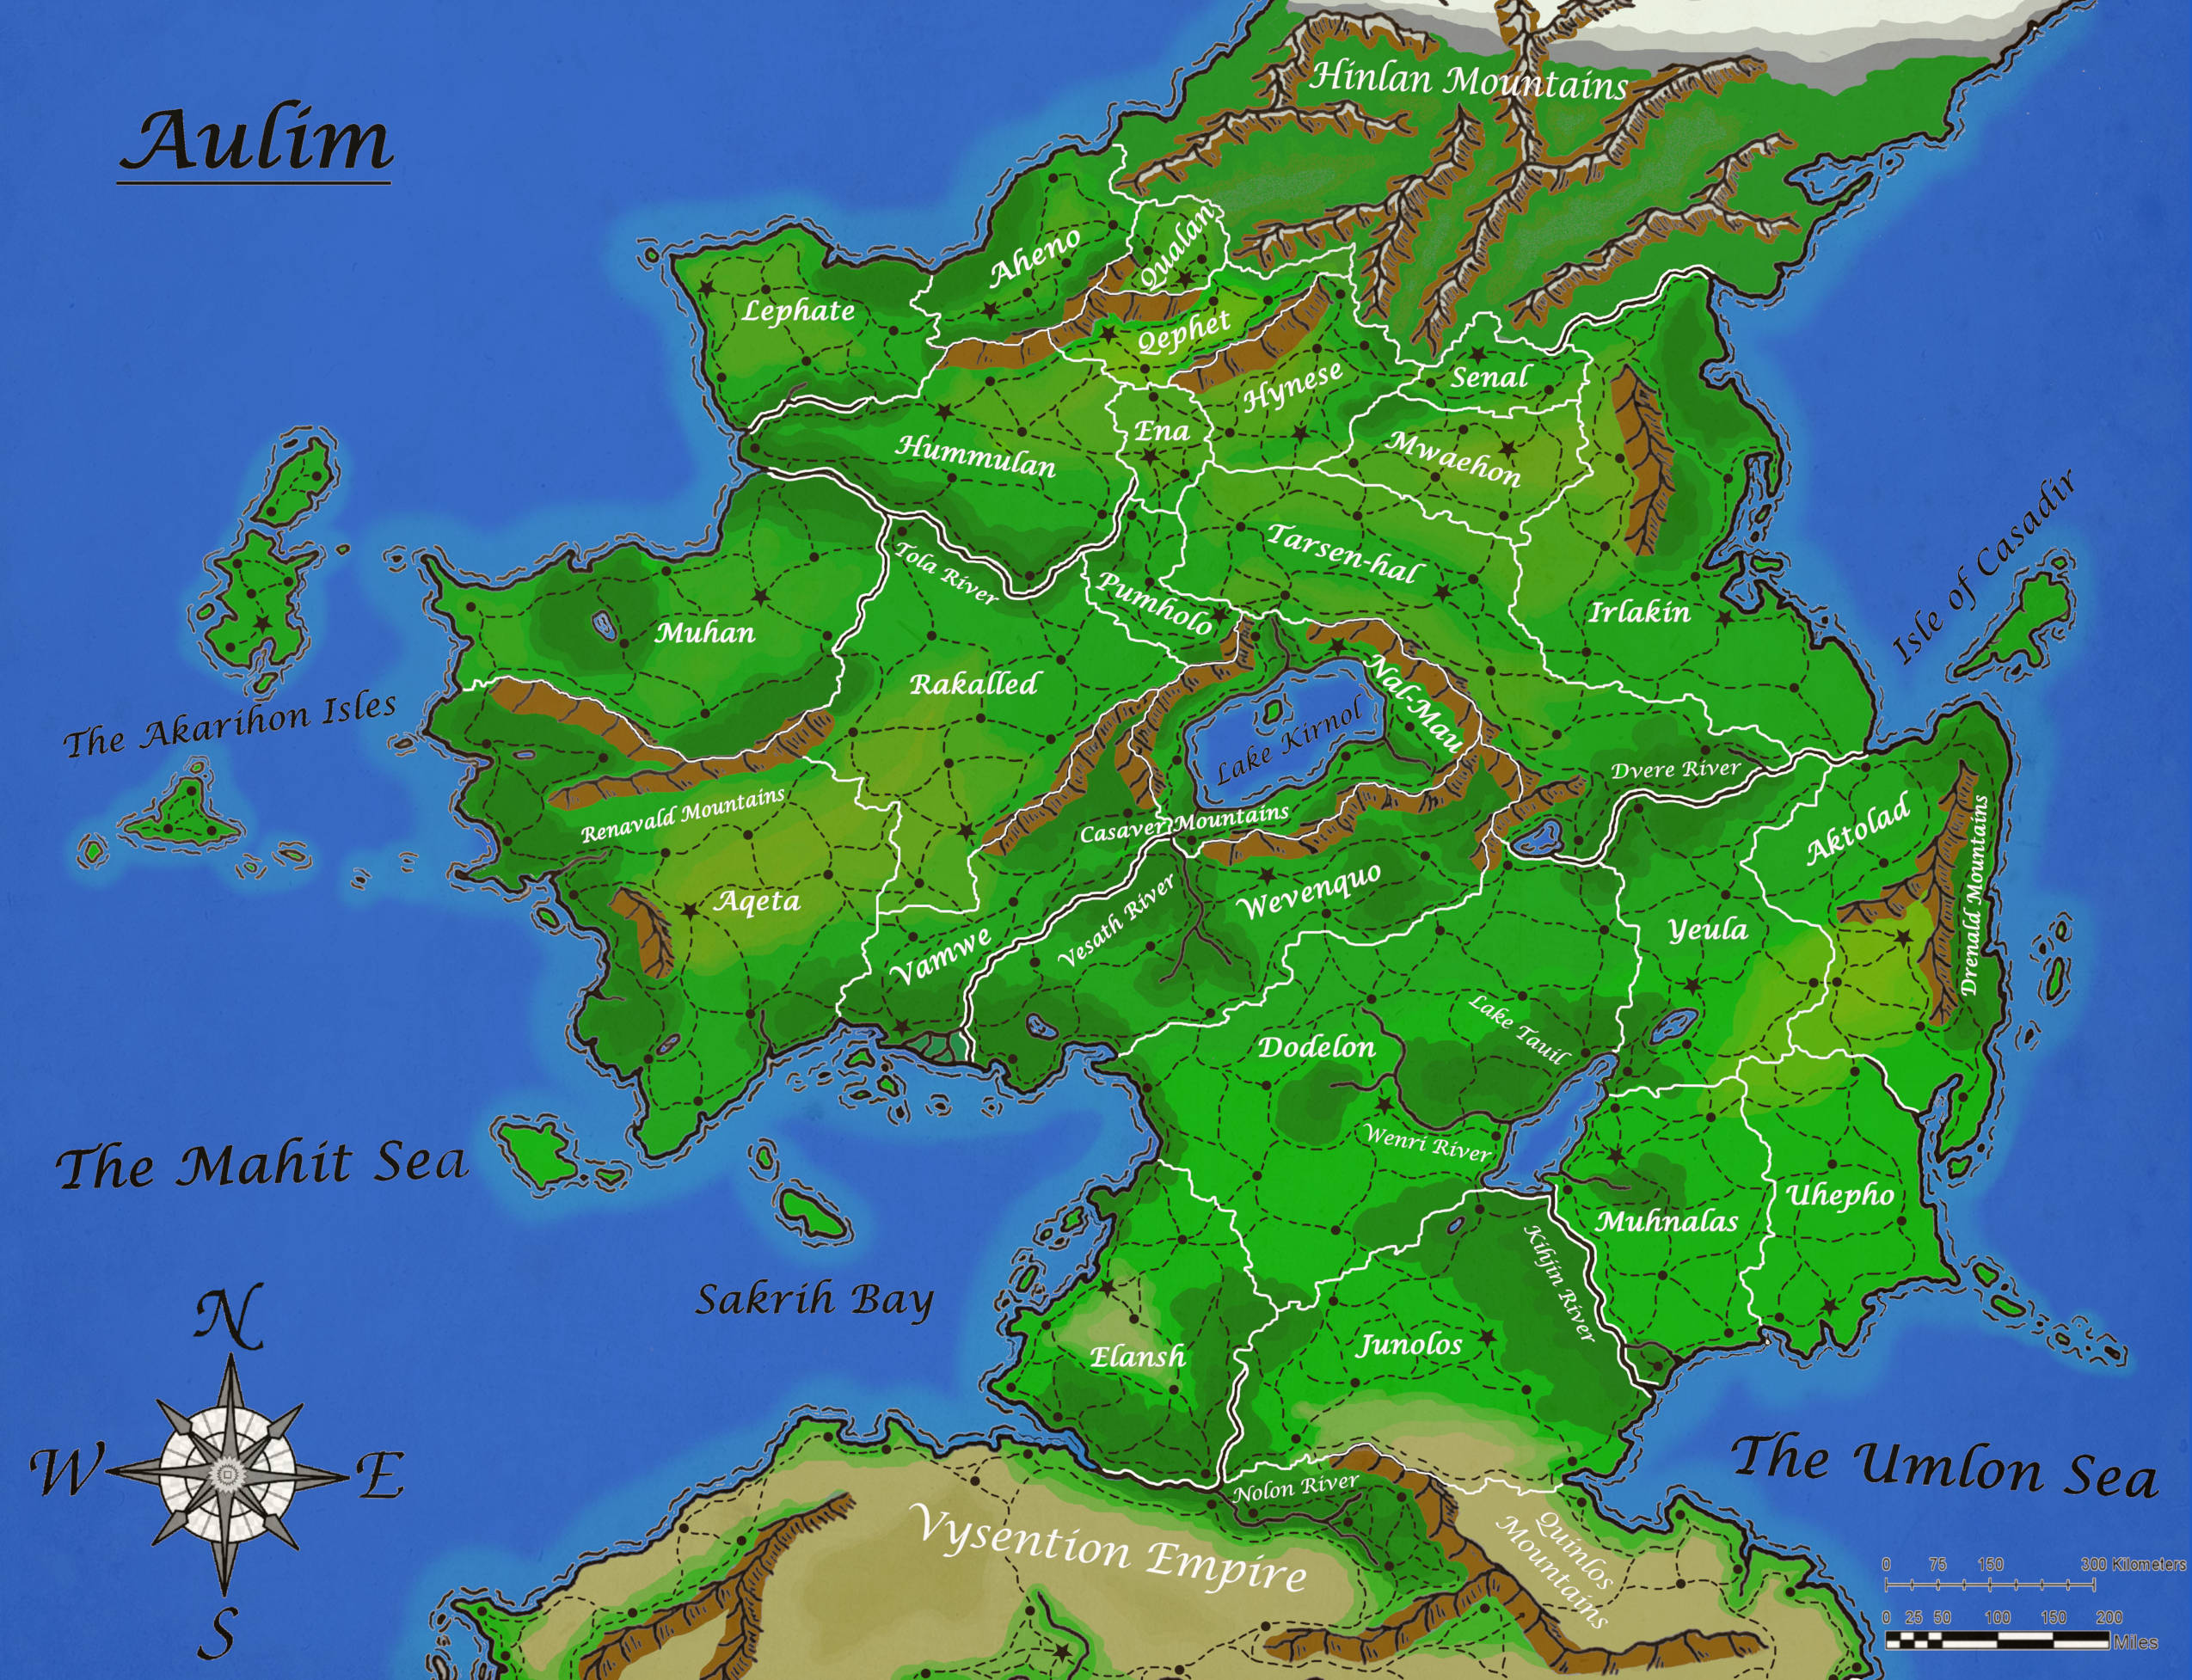 Aulim
Hinlan Mountains
Aheno
Qualan
Lephate
Qephet
Hynese
Senal
Ena
Mwaehon
Hummulan
Tola River
Tarsen-hal
Pumholo
Irlakin
Isle of Casadir
Muhan
Rakalled
Nal-Mau
The Akarihon Isles
Lake Kirnol
Dvere River
Renavald Mountains
Casaver Mountains
Aktolad
Drenald Mountains
Aqeta
Wevenquo
Yeula
Vamwe
Vesath River
Lake Tauil
Dodelon
Wenri River
The Mahit Sea
Muhnalas
Uhepho
Kihjin River
Sakrih Bay
Elansh
Junolos
N
W
E
S
The Umlon Sea
Nolon River
Vysention Empire
Quinlos
Mountains
0 75 150 300 Kilometers
0 25 50 100 150 200
Miles